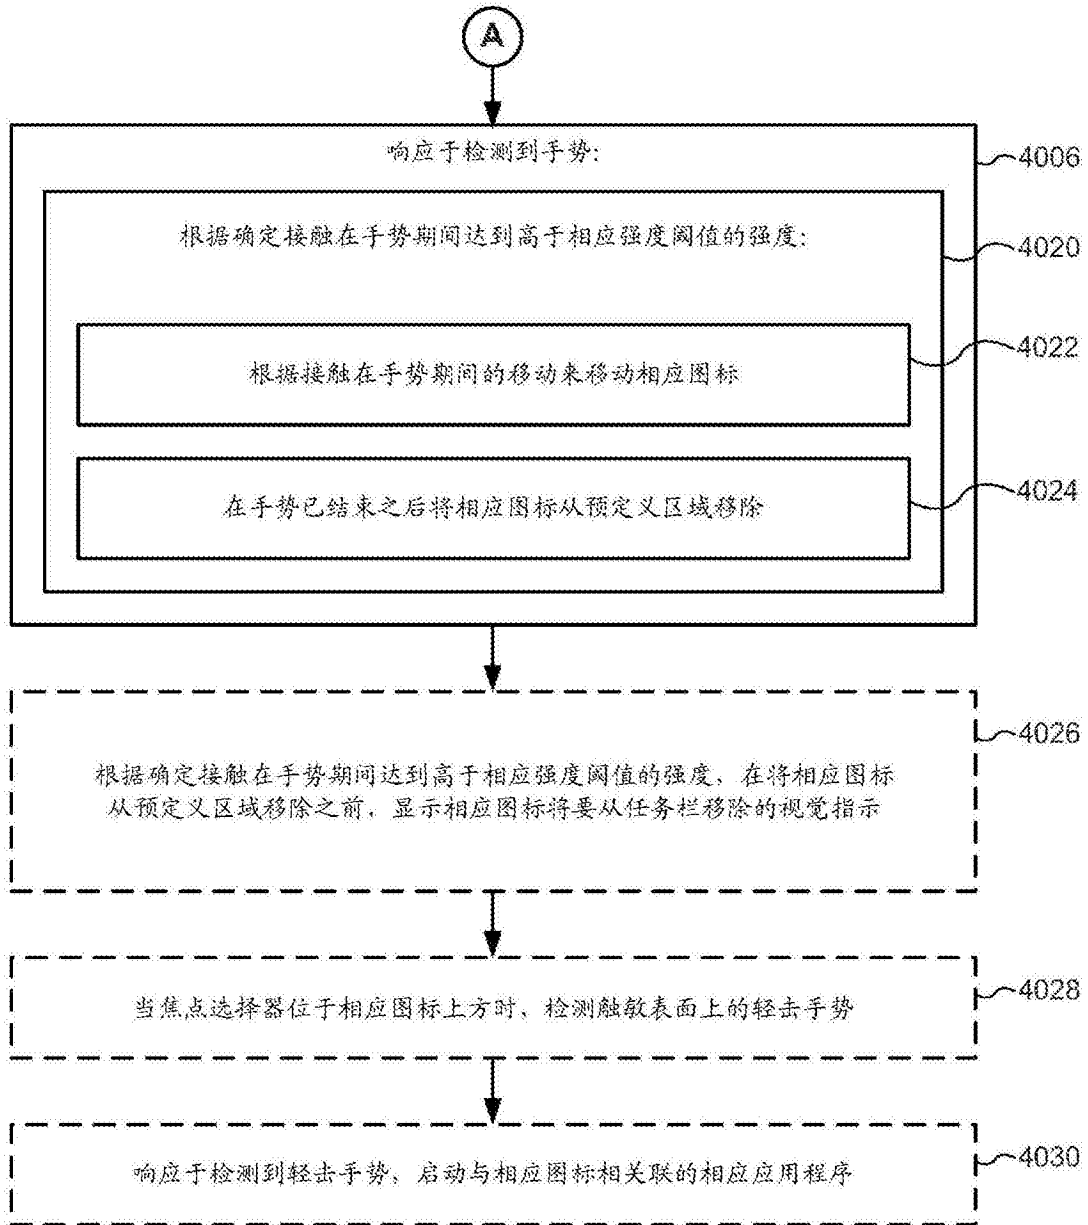 A
响应于检测到手势：
4006
根据确定接触在手势期间达到高于相应强度阈值的强度：
4020
根据接触在手势期间的移动来移动相应图标
4022
在手势已结束之后将相应图标从预定义区域移除
4024
根据确定接触在手势期间达到高于相应强度阈值的强度，在将相应图标
从预定义区域移除之前，显示相应图标将要从任务栏移除的视觉指示
4026
当焦点选择器位于相应图标上方时，检测触敏表面上的轻击手势
4028
响应于检测到轻击手势，启动与相应图标相关联的相应应用程序
4030